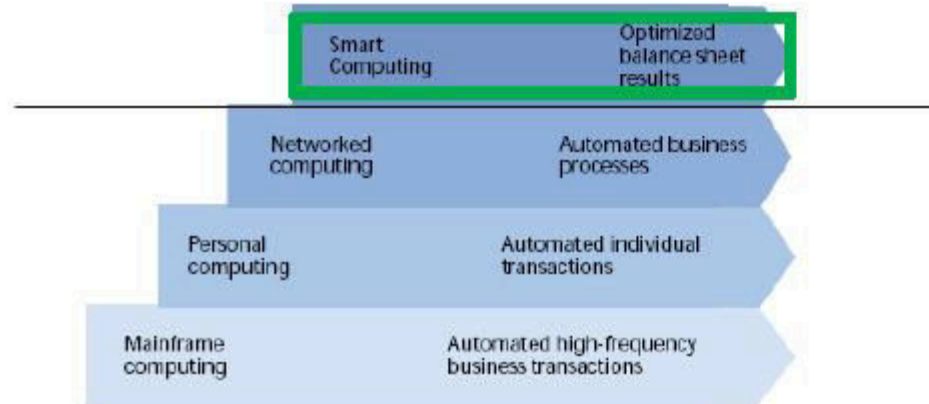 Smart
Computing
Optimized
balance sheet
results
Networked
computing
Automated business
processes
Personal
computing
Automated individual
transactions
Mainframe
computing
Automated high-frequency
business transactions